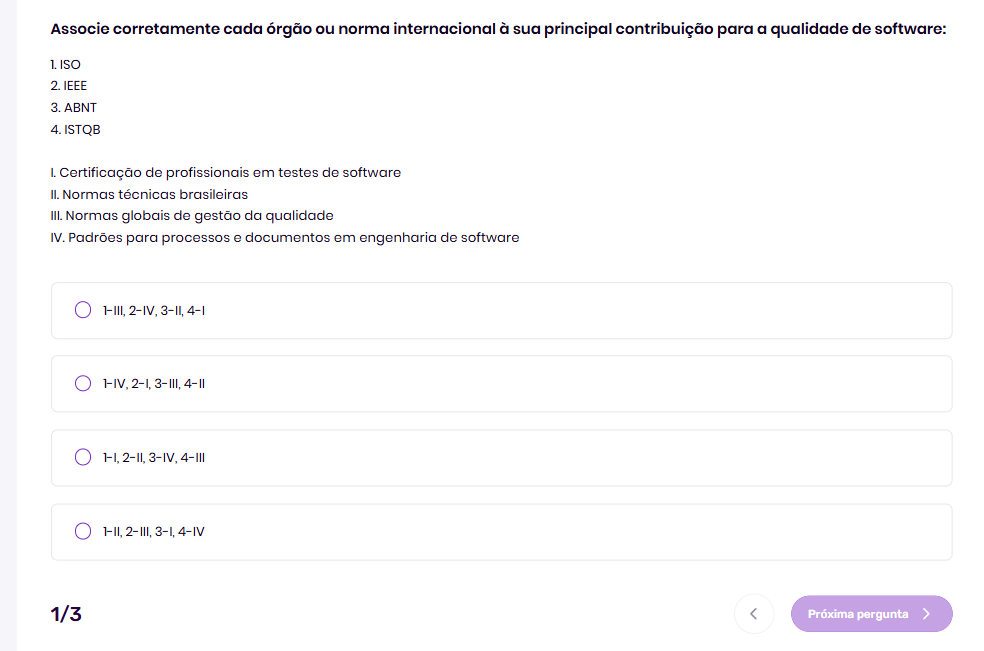 Associe corretamente cada órgão ou norma internacional à sua principal contribuição para a qualidade de software:
1. ISO
2. IEEE
3. ABNT
4. ISTQB
I. Certificação de profissionais em testes de software
II. Normas técnicas brasileiras
III. Normas globais de gestão da qualidade
IV. Padrões para processos e documentos em engenharia de software
1-III, 2-IV, 3-II, 4-I
1-IV, 2-I, 3-III, 4-II
1-I, 2-II, 3-IV, 4-III
1-II, 2-III, 3-I, 4-IV
1/3
Próxima pergunta